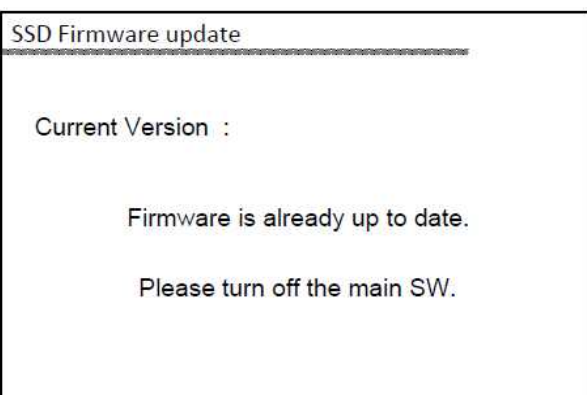 SSD Firmware update
Current Version :
Firmware is already up to date.
Please turn off the main SW.